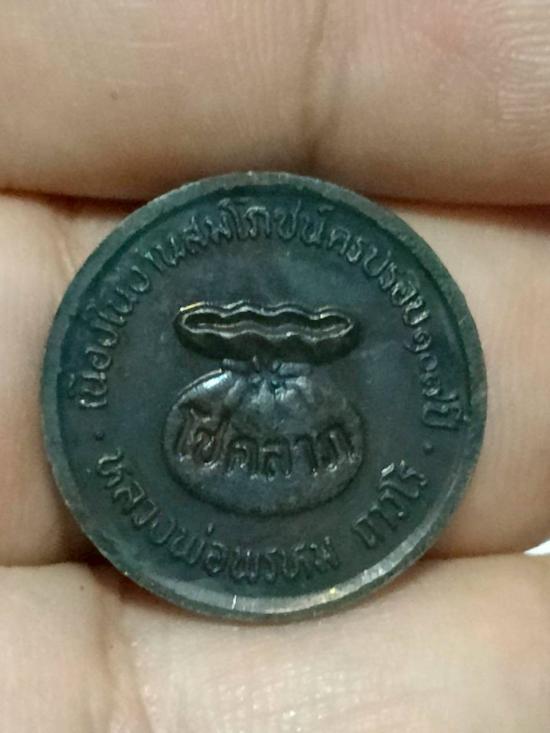 เนื่องในงานสมโภชน์ครบรอบ๑๐๗ปี
โชคลาภ
หลวงพ่อพรหม ถาวโร